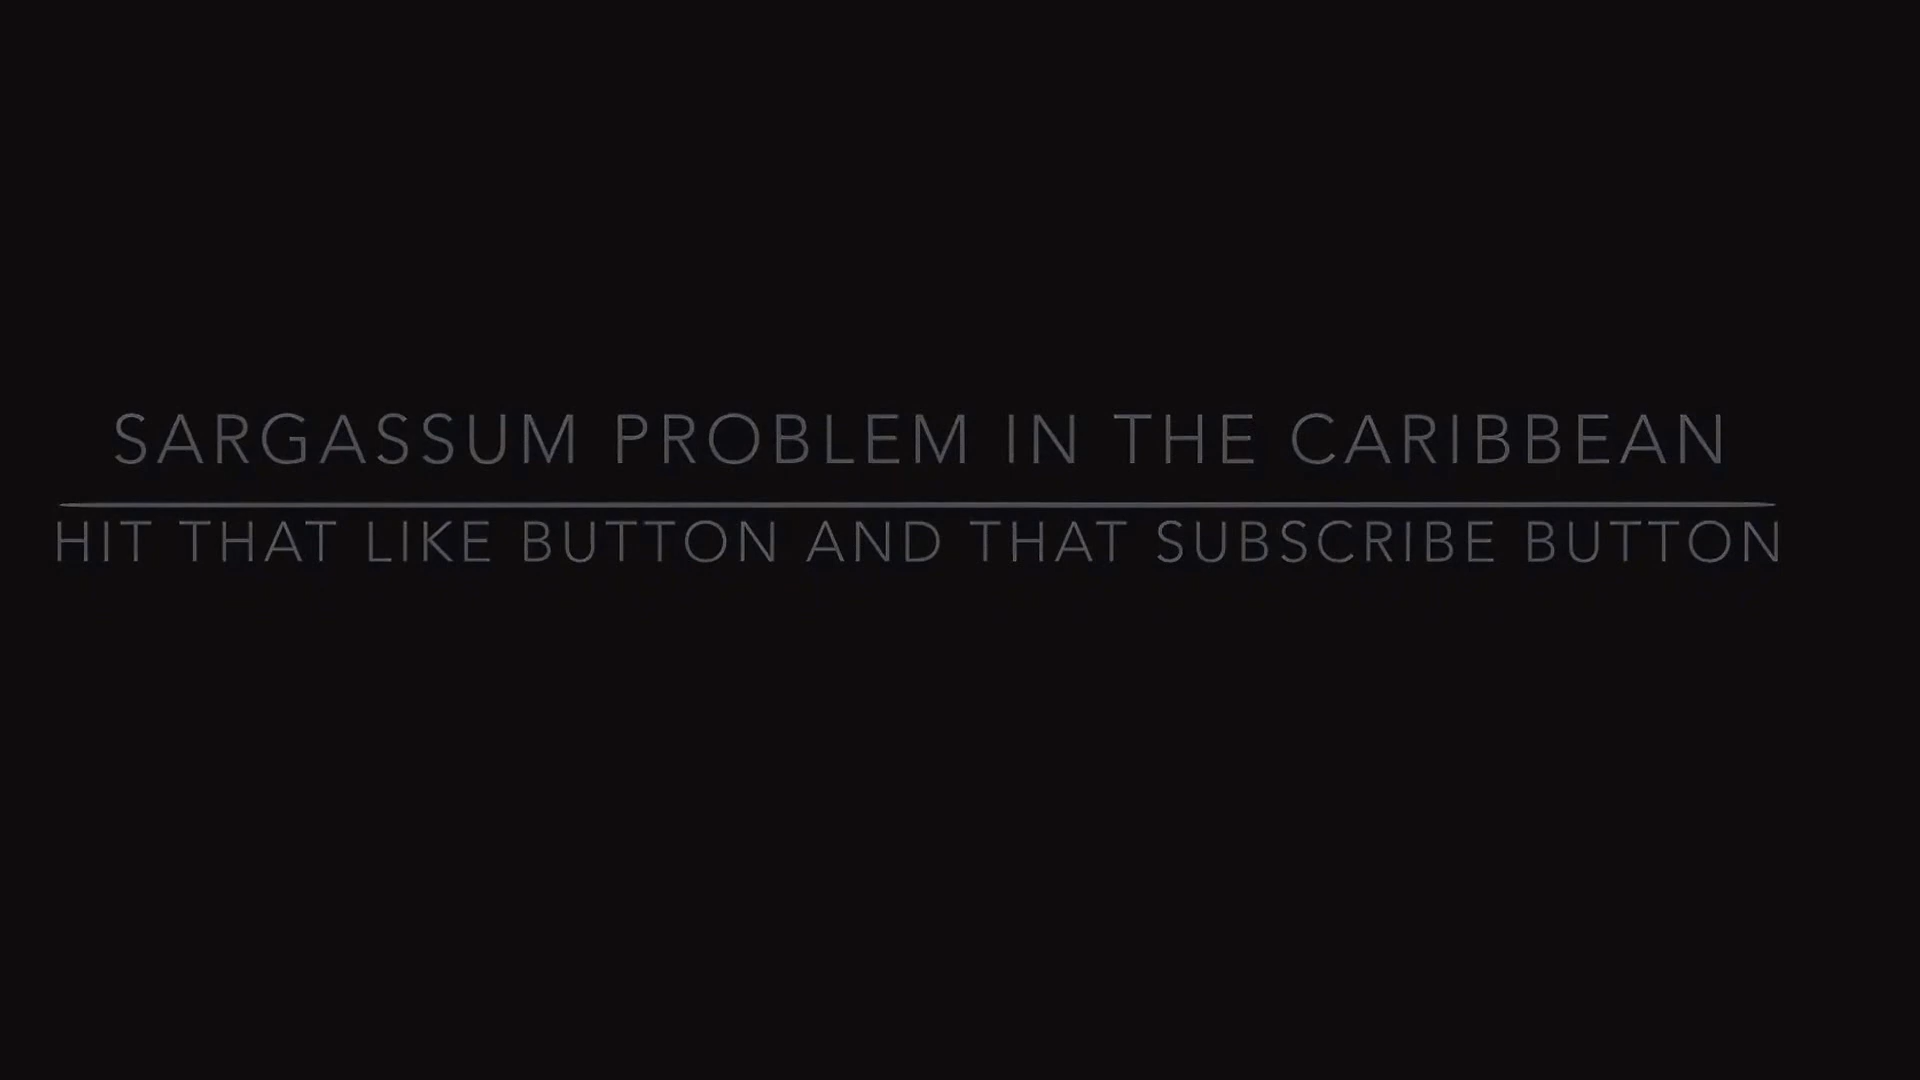 SARGASSUM PROBLEM IN THE CARIBBEAN
HIT THAT LIKE BUTTON AND THAT SUBSCRIBE BUTTON